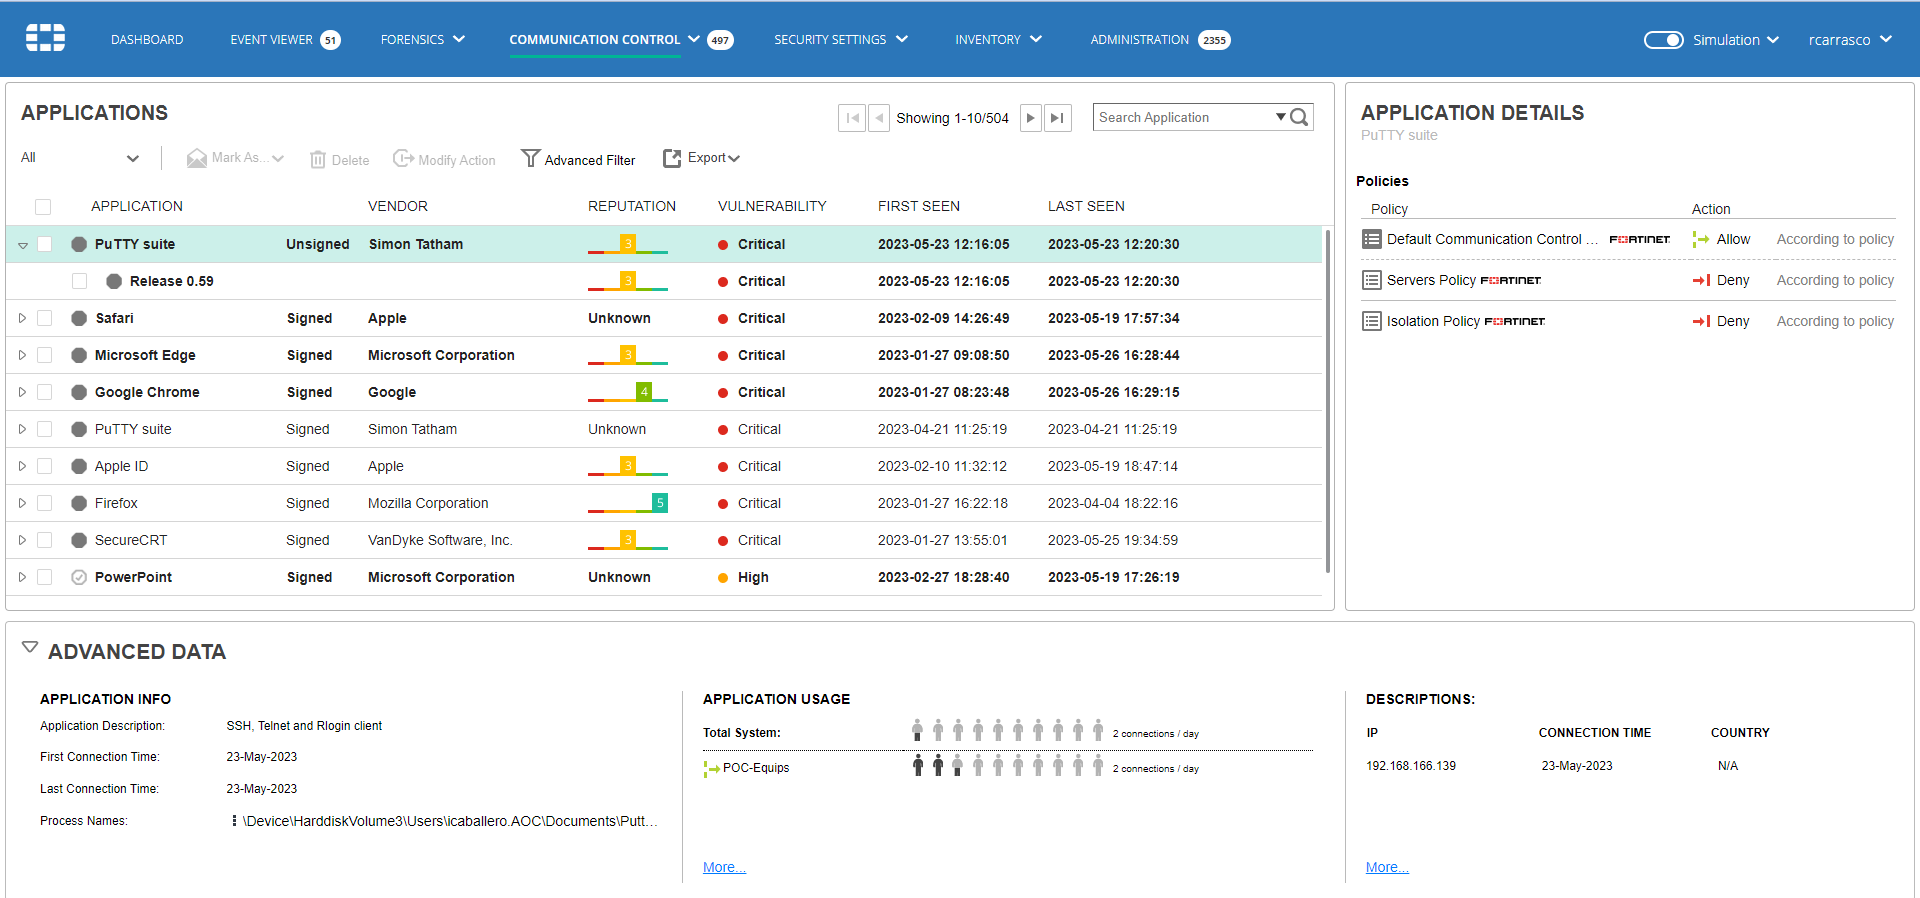 DASHBOARD EVENT VIEWER 51 FORENSICS COMMUNICATION CONTROL 497 SECURITY SETTINGS INVENTORY ADMINISTRATION 2355 Simulation rcarrasco
APPLICATIONS
Showing 1-10/504 Search Application
All Mark As... Delete Modify Action Advanced Filter Export
APPLICATION VENDOR REPUTATION VULNERABILITY FIRST SEEN LAST SEEN
PuTTY suite Unsigned Simon Tatham 3 Critical 2023-05-23 12:16:05 2023-05-23 12:20:30
Release 0.59 3 Critical 2023-05-23 12:16:05 2023-05-23 12:20:30
Safari Signed Apple Unknown Critical 2023-02-09 14:26:49 2023-05-19 17:57:34
Microsoft Edge Signed Microsoft Corporation 3 Critical 2023-01-27 09:08:50 2023-05-26 16:28:44
Google Chrome Signed Google 4 Critical 2023-01-27 08:23:48 2023-05-26 16:29:15
PuTTY suite Signed Simon Tatham Unknown Critical 2023-04-21 11:25:19 2023-04-21 11:25:19
Apple ID Signed Apple 3 Critical 2023-02-10 11:32:12 2023-05-19 18:47:14
Firefox Signed Mozilla Corporation 5 Critical 2023-01-27 16:22:18 2023-04-04 18:22:16
SecureCRT Signed VanDyke Software, Inc. 3 Critical 2023-01-27 13:55:01 2023-05-25 19:34:59
PowerPoint Signed Microsoft Corporation Unknown High 2023-02-27 18:28:40 2023-05-19 17:26:19
APPLICATION DETAILS
PuTTY suite
Policies
Policy Action
Default Communication Control ... FORTINET Allow According to policy
Servers Policy FORTINET Deny According to policy
Isolation Policy FORTINET Deny According to policy
ADVANCED DATA
APPLICATION INFO
Application Description: SSH, Telnet and Rlogin client
First Connection Time: 23-May-2023
Last Connection Time: 23-May-2023
Process Names: \Device\HarddiskVolume3\Users\icaballero.AOC\Documents\Putt...
APPLICATION USAGE
Total System: 2 connections / day
POC-Equips 2 connections / day
More...
DESCRIPTIONS:
IP CONNECTION TIME COUNTRY
192.168.166.139 23-May-2023 N/A
More...